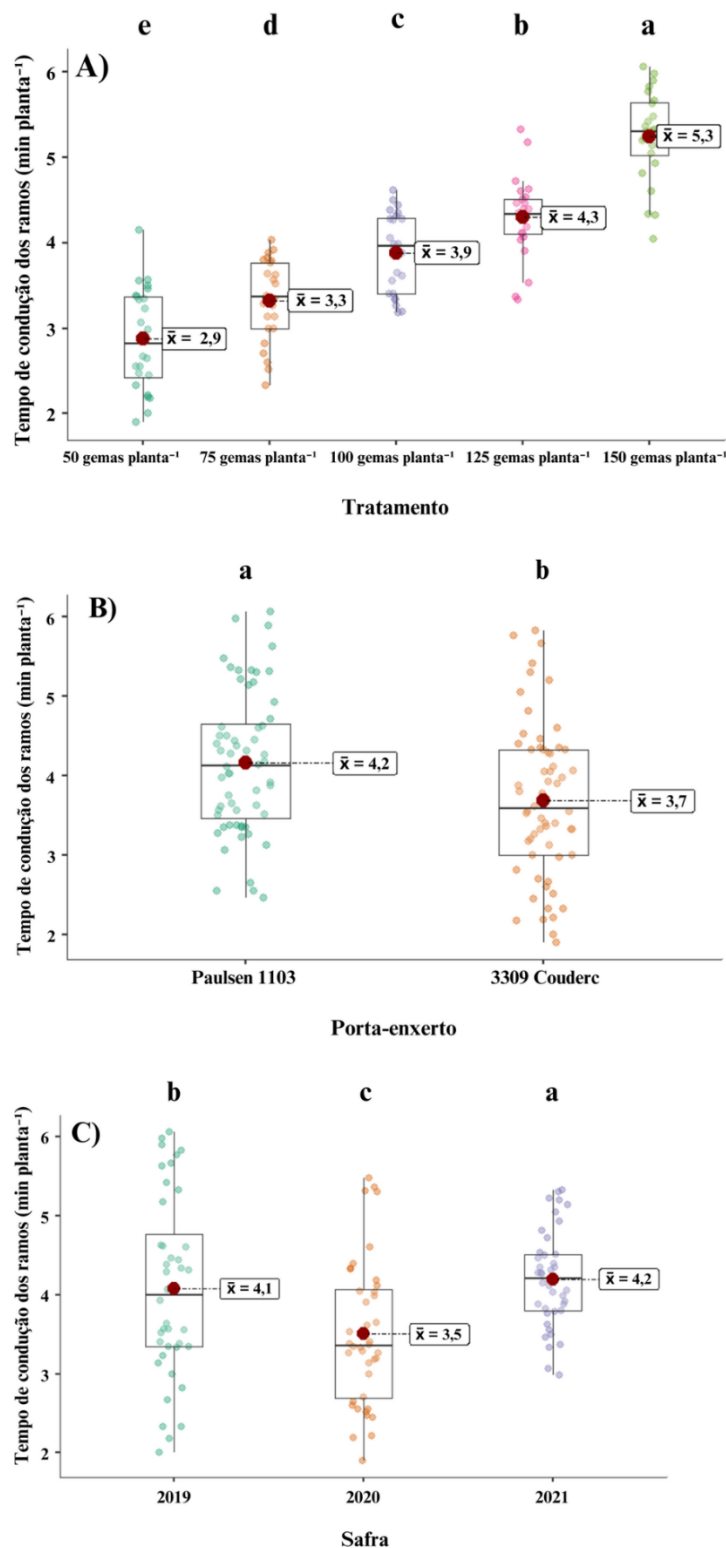 e d c b a
A)
Tempo de condução dos ramos (min planta⁻¹)
6
5
4
3
2
x̄ = 2,9
x̄ = 3,3
x̄ = 3,9
x̄ = 4,3
x̄ = 5,3
50 gemas planta⁻¹ 75 gemas planta⁻¹ 100 gemas planta⁻¹ 125 gemas planta⁻¹ 150 gemas planta⁻¹
Tratamento
a b
B)
Tempo de condução dos ramos (min planta⁻¹)
6
5
4
3
2
x̄ = 4,2
x̄ = 3,7
Paulsen 1103 3309 Couderc
Porta-enxerto
b c a
C)
Tempo de condução dos ramos (min planta⁻¹)
6
5
4
3
2
x̄ = 4,1
x̄ = 3,5
x̄ = 4,2
2019 2020 2021
Safra